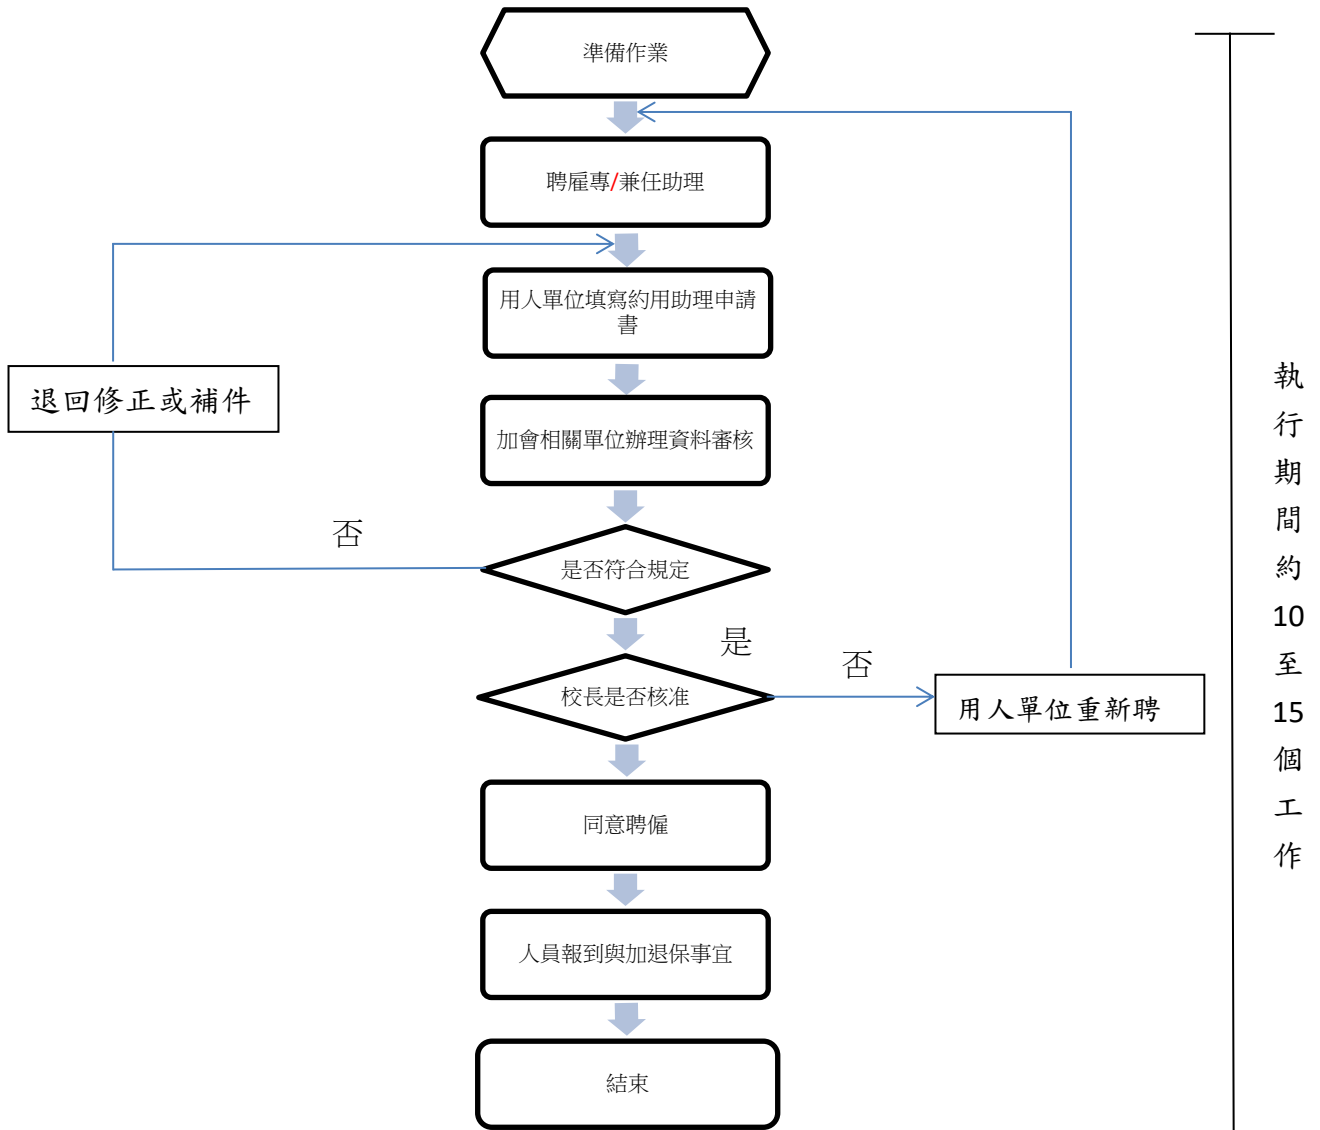 準備作業
聘雇專/兼任助理
用人單位填寫約用助理申請
書
退回修正或補件
加會相關單位辦理資料審核
否
是否符合規定
是
否
校長是否核准
用人單位重新聘
同意聘僱
人員報到與加退保事宜
結束
執
行
期
間
約
10
至
15
個
工
作